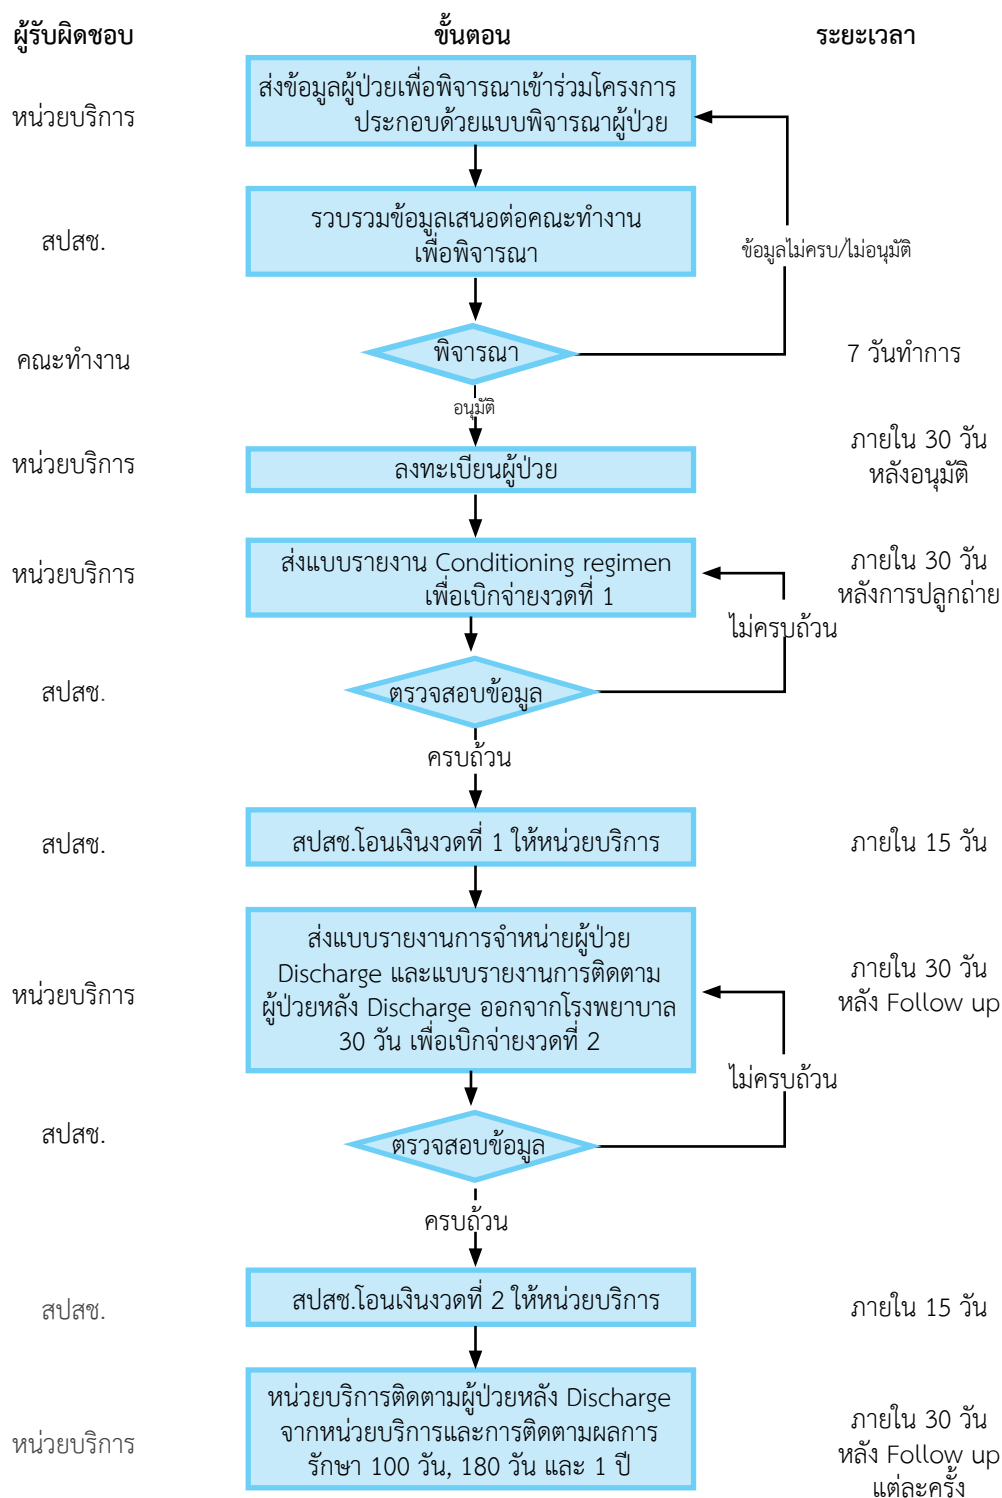 ผู้รับผิดชอบ
ขั้นตอน
ระยะเวลา
หน่วยบริการ
ส่งข้อมูลผู้ป่วยเพื่อพิจารณาเข้าร่วมโครงการ
ประกอบด้วยแบบพิจารณาผู้ป่วย
สปสช.
รวบรวมข้อมูลเสนอต่อคณะทำงาน
เพื่อพิจารณา
ข้อมูลไม่ครบ/ไม่อนุมัติ
คณะทำงาน
พิจารณา
7 วันทำการ
อนุมัติ
หน่วยบริการ
ลงทะเบียนผู้ป่วย
ภายใน 30 วัน
หลังอนุมัติ
หน่วยบริการ
ส่งแบบรายงาน Conditioning regimen
เพื่อเบิกจ่ายงวดที่ 1
ภายใน 30 วัน
หลังการปลูกถ่าย
ไม่ครบถ้วน
สปสช.
ตรวจสอบข้อมูล
ครบถ้วน
สปสช.
สปสช.โอนเงินงวดที่ 1 ให้หน่วยบริการ
ภายใน 15 วัน
หน่วยบริการ
ส่งแบบรายงานการจำหน่ายผู้ป่วย
Discharge และแบบรายงานการติดตาม
ผู้ป่วยหลัง Discharge ออกจากโรงพยาบาล
30 วัน เพื่อเบิกจ่ายงวดที่ 2
ภายใน 30 วัน
หลัง Follow up
ไม่ครบถ้วน
สปสช.
ตรวจสอบข้อมูล
ครบถ้วน
สปสช.
สปสช.โอนเงินงวดที่ 2 ให้หน่วยบริการ
ภายใน 15 วัน
หน่วยบริการ
หน่วยบริการติดตามผู้ป่วยหลัง Discharge
จากหน่วยบริการและการติดตามผลการ
รักษา 100 วัน, 180 วัน และ 1 ปี
ภายใน 30 วัน
หลัง Follow up
แต่ละครั้ง